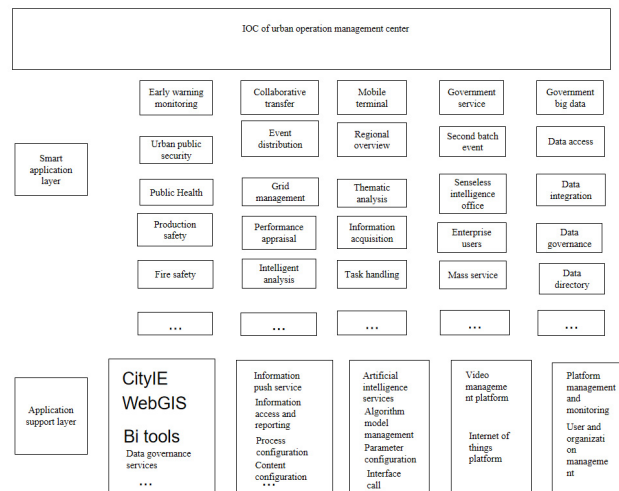 IOC of urban operation management center
Early warning
monitoring
Collaborative
transfer
Mobile
terminal
Government
service
Government
big data
Smart
application
layer
Urban public
security
Event
distribution
Regional
overview
Second batch
event
Data access
Public Health
Grid
management
Thematic
analysis
Senseless
intelligence
office
Data
integration
Production
safety
Performance
appraisal
Information
acquisition
Enterprise
users
Data
governance
Fire safety
Intelligent
analysis
Task handling
Mass service
Data
directory
...
...
...
...
...
Application
support layer
CityIE
WebGIS
Bi tools
Data governance
services
...
Information
push service
Information
access and
reporting
Process
configuration
Content
configuration
...
Artificial
intelligence
services
Algorithm
model
management
Parameter
configuration
Interface
call
Video
manageme
nt platform
Internet of
things
platform
Platform
management
and
monitoring
User and
organizati
on
manageme
nt